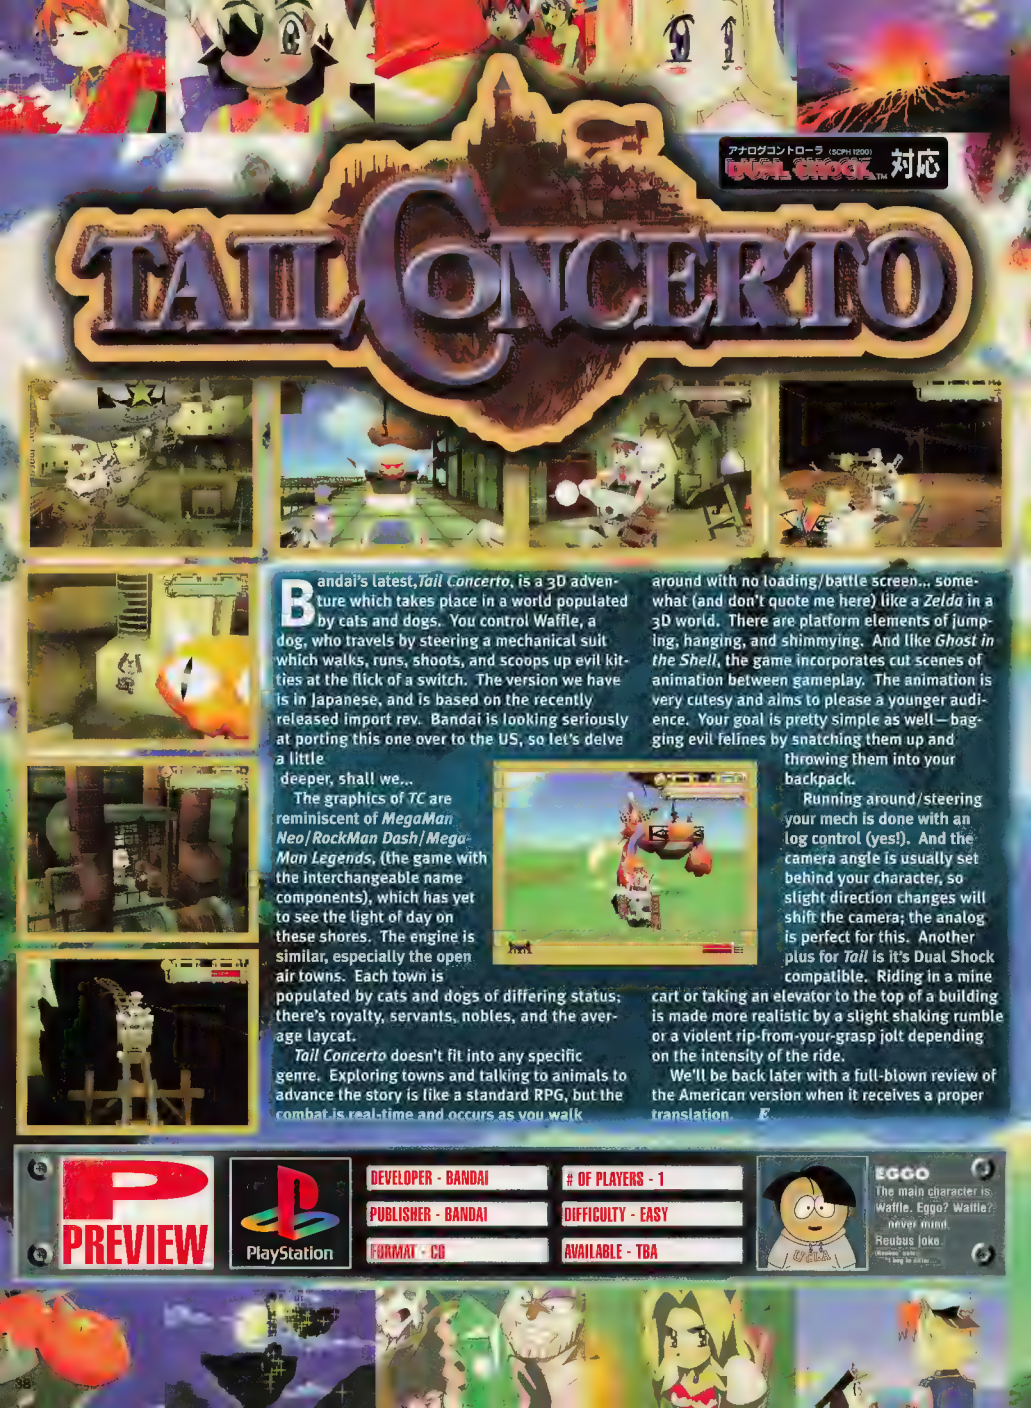 アナログコントローラ (SCPH 1200)
DUAL SHOCK™ 対応
TAIL CONCERTO
Bandai's latest, Tail Concerto, is a 3D adven-
ture which takes place in a world populated
by cats and dogs. You control Waffle, a
dog, who travels by steering a mechanical suit
which walks, runs, shoots, and scoops up evil kit-
ties at the flick of a switch. The version we have
is in Japanese, and is based on the recently
released import rev. Bandai is looking seriously
at porting this one over to the US, so let's delve
a little
deeper, shall we...
The graphics of TC are
reminiscent of MegaMan
Neo/RockMan Dash/Mega-
Man Legends, (the game with
the interchangeable name
components), which has yet
to see the light of day on
these shores. The engine is
similar, especially the open
air towns. Each town is
populated by cats and dogs of differing status;
there's royalty, servants, nobles, and the aver-
age laycat.
Tail Concerto doesn't fit into any specific
genre. Exploring towns and talking to animals to
advance the story is like a standard RPG, but the
combat is real-time and occurs as you walk
around with no loading/battle screen... some-
what (and don't quote me here) like a Zelda in a
3D world. There are platform elements of jump-
ing, hanging, and shimmying. And like Ghost in
the Shell, the game incorporates cut scenes of
animation between gameplay. The animation is
very cutesy and aims to please a younger audi-
ence. Your goal is pretty simple as well—bag-
ging evil felines by snatching them up and
throwing them into your
backpack.
Running around/steering
your mech is done with an
log control (yes!). And the
camera angle is usually set
behind your character, so
slight direction changes will
shift the camera; the analog
is perfect for this. Another
plus for Tail is it's Dual Shock
compatible. Riding in a mine
cart or taking an elevator to the top of a building
is made more realistic by a slight shaking rumble
or a violent rip-from-your-grasp jolt depending
on the intensity of the ride.
We'll be back later with a full-blown review of
the American version when it receives a proper
translation. E
P
PREVIEW
PlayStation
DEVELOPER - BANDAI
PUBLISHER - BANDAI
FORMAT - CD
# OF PLAYERS - 1
DIFFICULTY - EASY
AVAILABLE - TBA
UCLA
EGGO
The main character is
Waffle. Eggo? Waffle?
never mind.
Reubus joke.
38